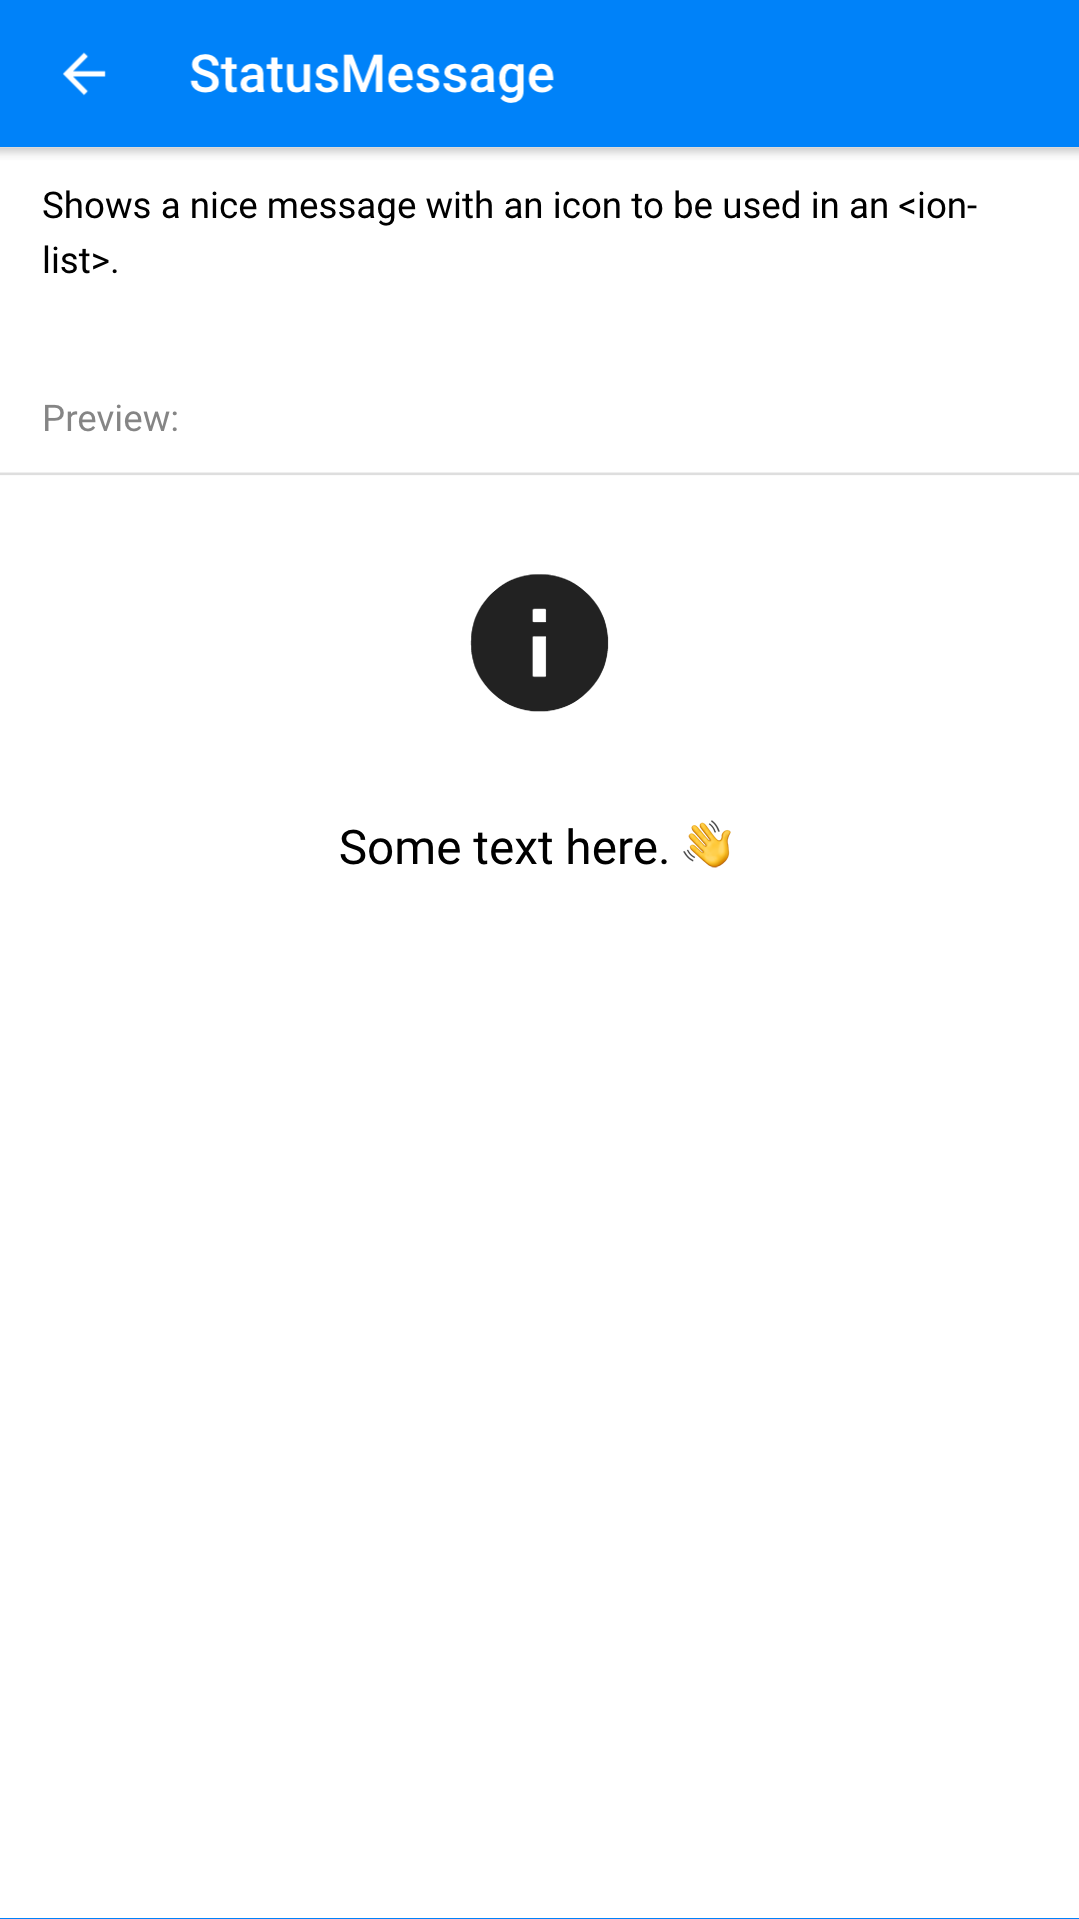 StatusMessage
Shows a nice message with an icon to be used in an <ion-
list>.
Preview:
Some text here. 👋